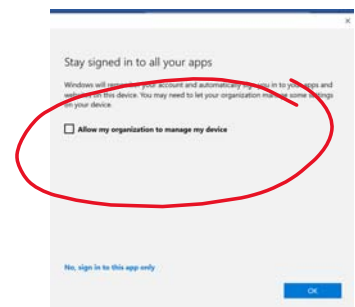 Stay signed in to all your apps
Windows will remember your account and automatically sign you in to your apps and
websites on this device. You may need to let your organization manage some settings
on your device.
Allow my organization to manage my device
No, sign in to this app only
OK